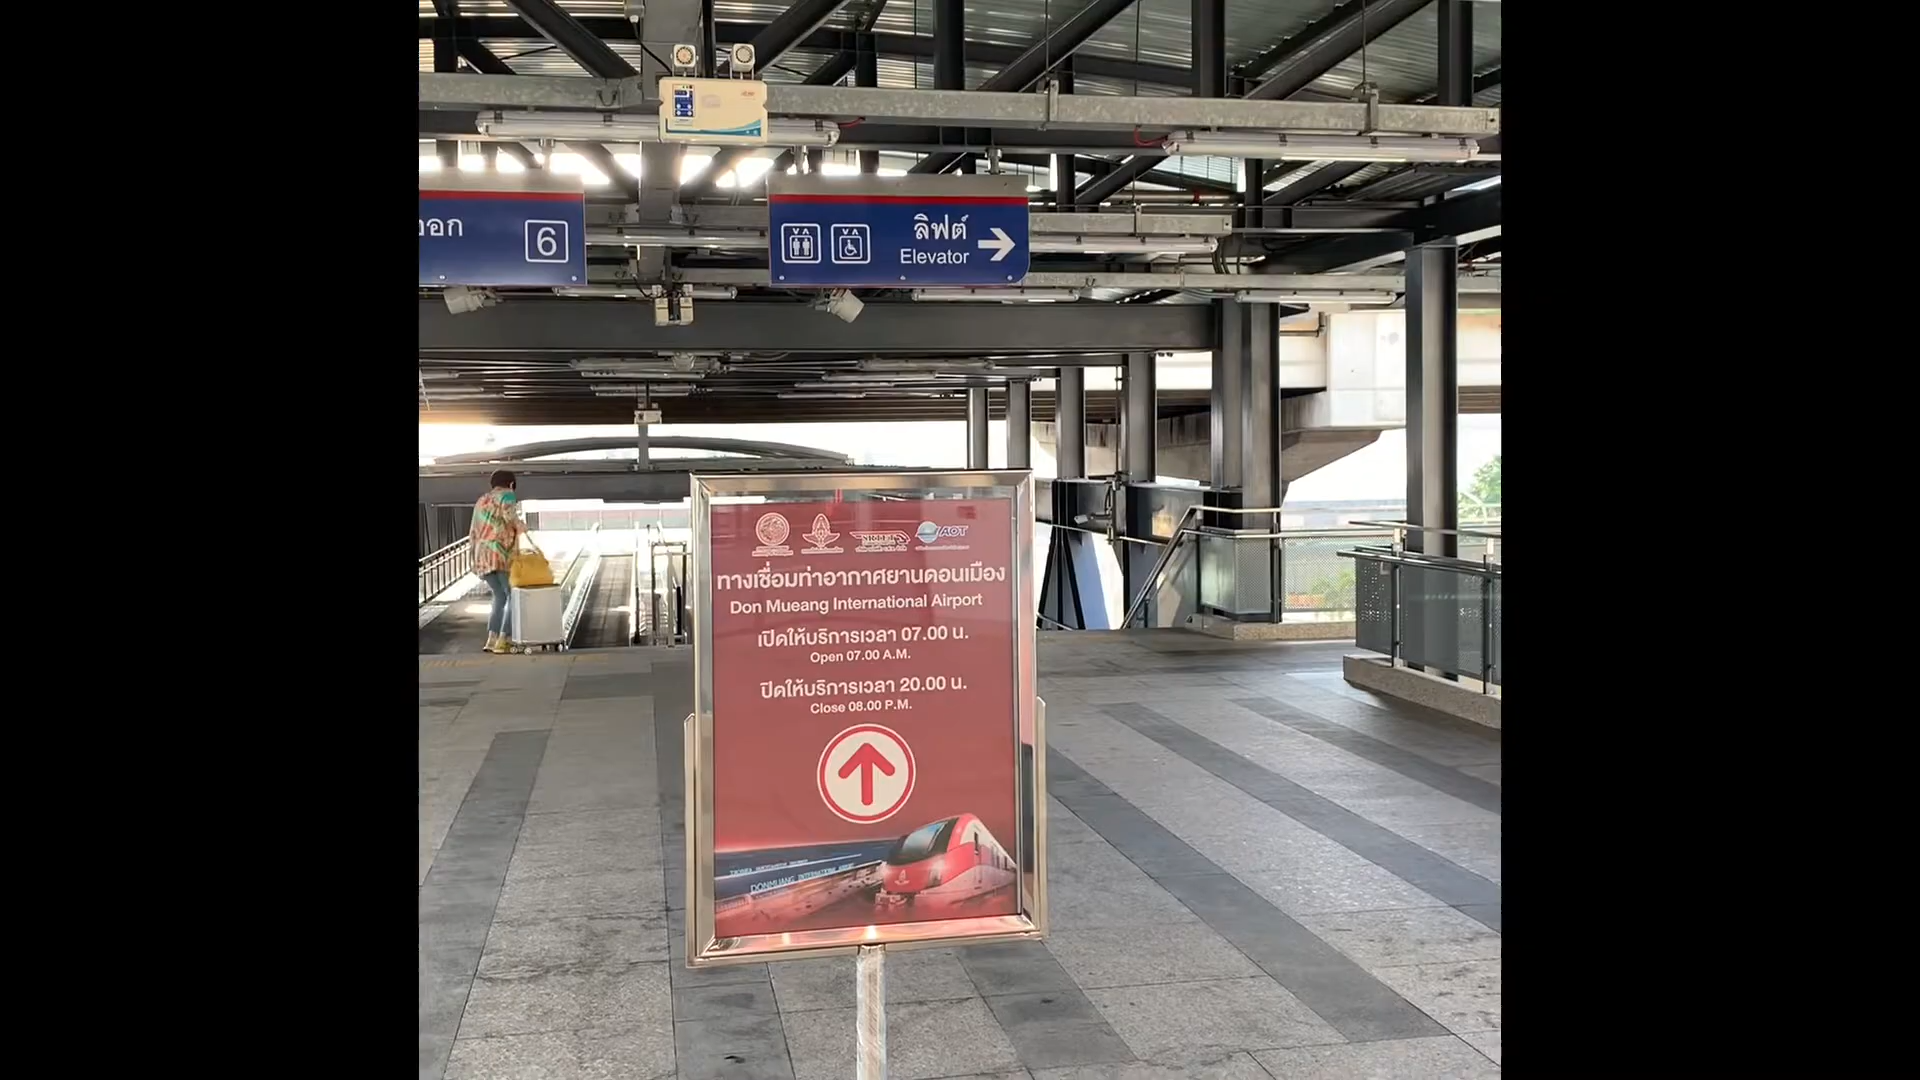 6
ลิฟต์
Elevator
AOT
ทางเชื่อมท่าอากาศยานดอนเมือง
Don Mueang International Airport
เปิดให้บริการเวลา 07.00 น.
Open 07.00 A.M.
ปิดให้บริการเวลา 20.00 น.
Close 08.00 P.M.
DONMUANG INTERNATIONAL AIRPORT